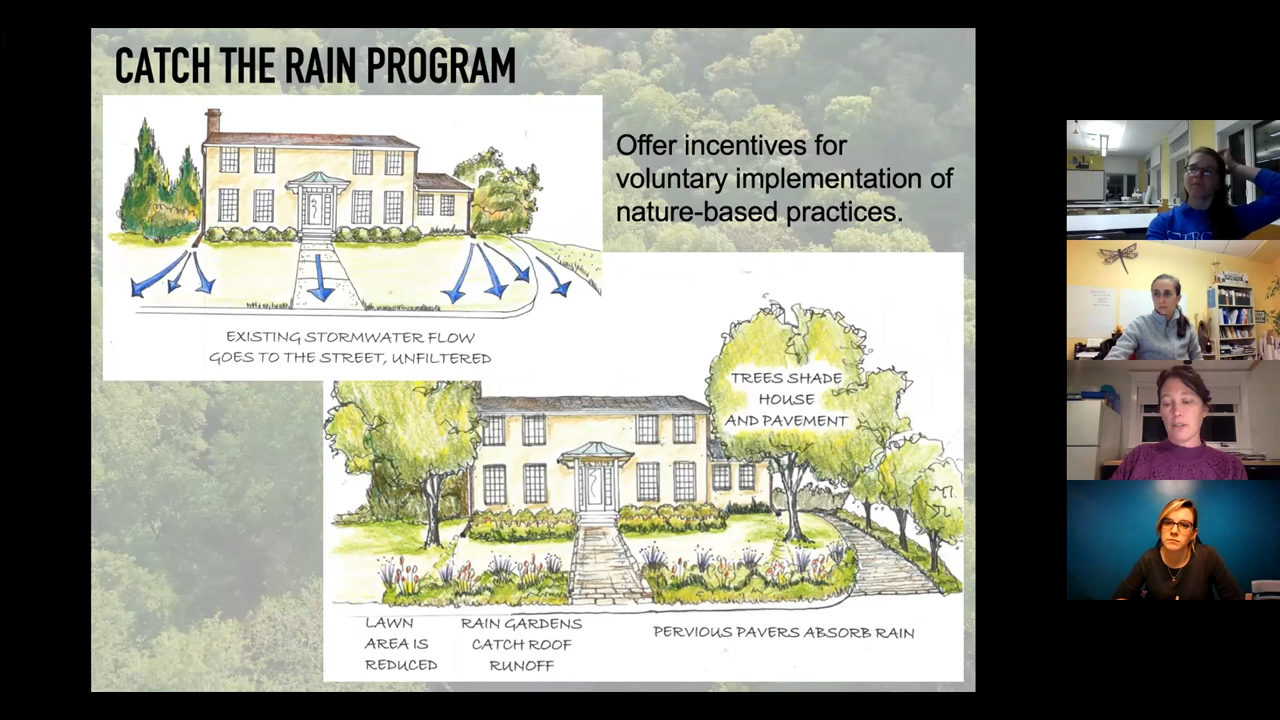 CATCH THE RAIN PROGRAM
Offer incentives for
voluntary implementation of
nature-based practices.
EXISTING STORMWATER FLOW
GOES TO THE STREET, UNFILTERED
TREES SHADE
HOUSE
AND PAVEMENT
LAWN
AREA IS
REDUCED
RAIN GARDENS
CATCH ROOF
RUNOFF
PERVIOUS PAVERS ABSORB RAIN